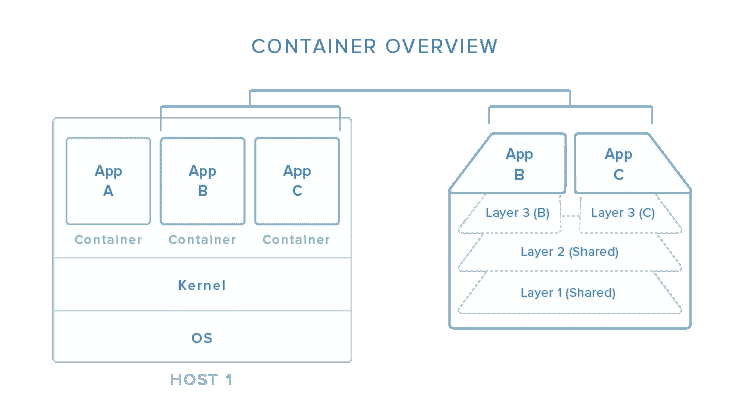 CONTAINER OVERVIEW
App
A
App
B
App
C
Container
Container
Container
Kernel
OS
HOST 1
App
B
App
C
Layer 3 (B)
Layer 3 (C)
Layer 2 (Shared)
Layer 1 (Shared)